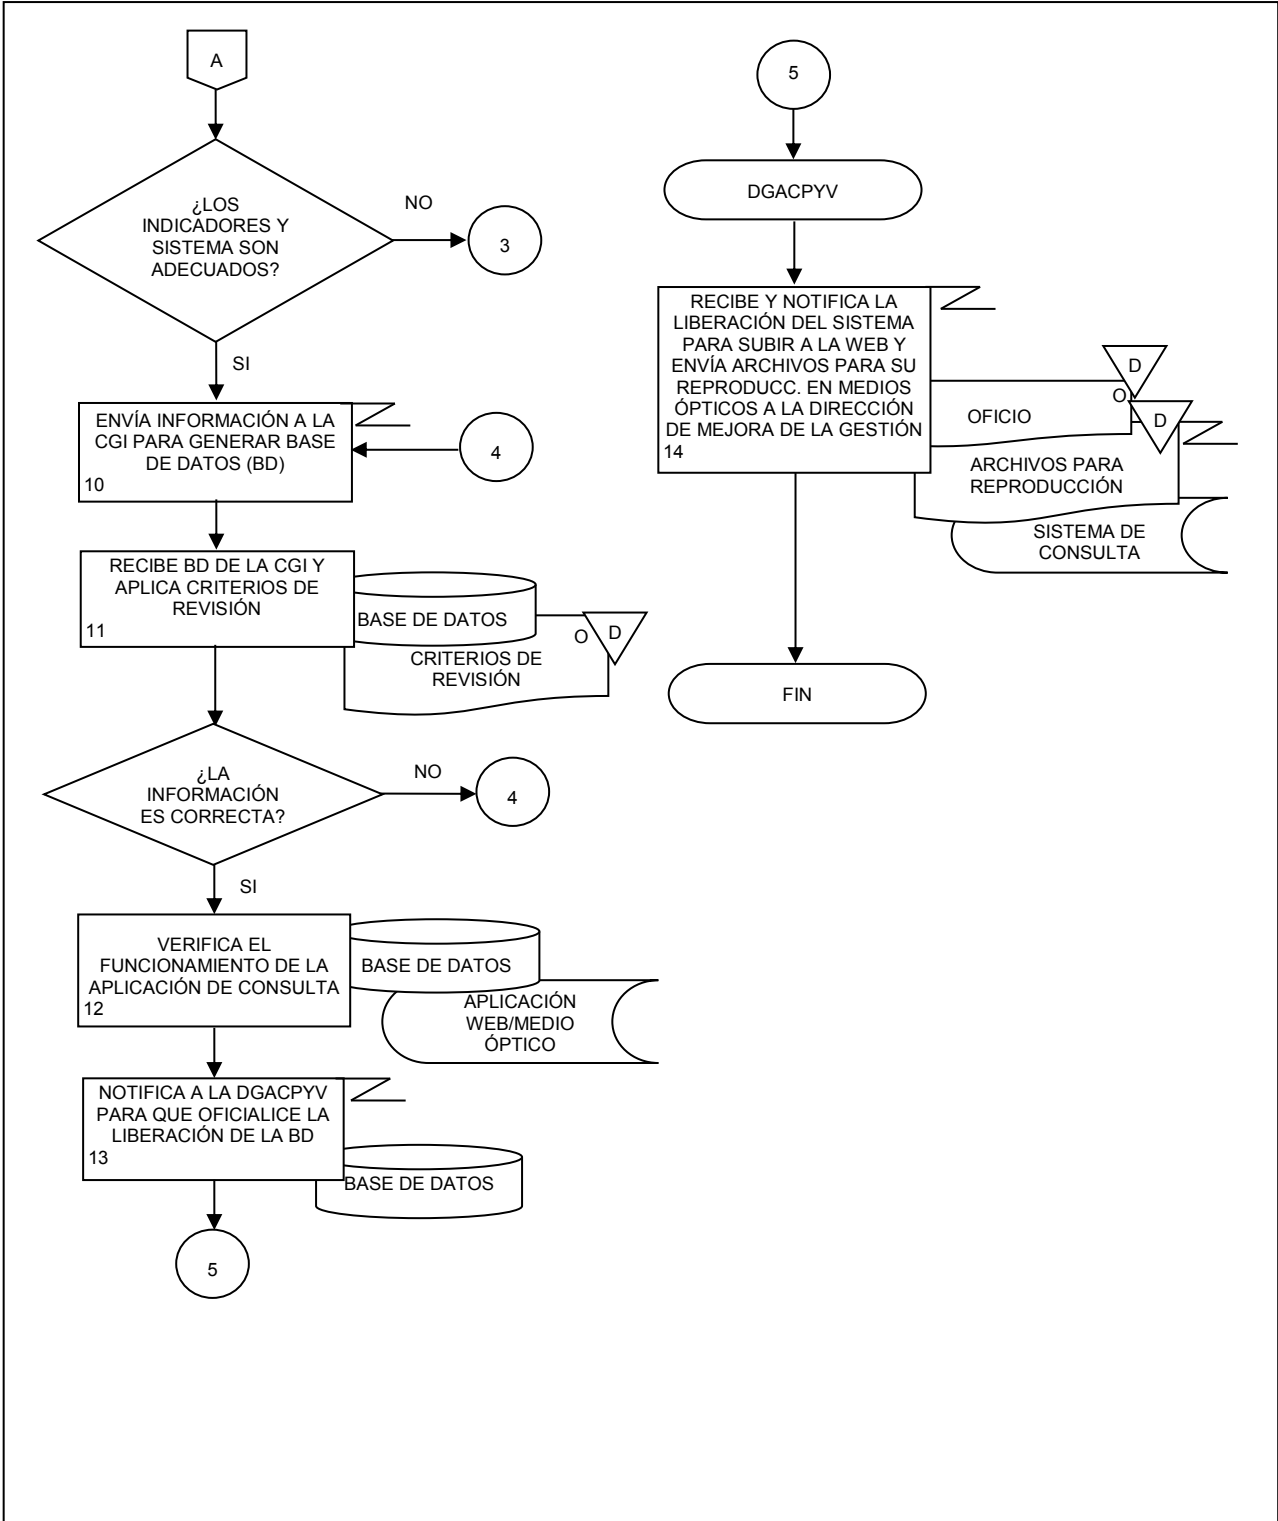 A
¿LOS
INDICADORES Y
SISTEMA SON
ADECUADOS?
NO
3
SI
ENVÍA INFORMACIÓN A LA
CGI PARA GENERAR BASE
DE DATOS (BD)
10
4
RECIBE BD DE LA CGI Y
APLICA CRITERIOS DE
REVISIÓN
11
BASE DE DATOS
O
D
CRITERIOS DE
REVISIÓN
¿LA
INFORMACIÓN
ES CORRECTA?
NO
4
SI
VERIFICA EL
FUNCIONAMIENTO DE LA
APLICACIÓN DE CONSULTA
12
BASE DE DATOS
APLICACIÓN
WEB/MEDIO
ÓPTICO
NOTIFICA A LA DGACPYV
PARA QUE OFICIALICE LA
LIBERACIÓN DE LA BD
13
BASE DE DATOS
5
5
DGACPYV
RECIBE Y NOTIFICA LA
LIBERACIÓN DEL SISTEMA
PARA SUBIR A LA WEB Y
ENVÍA ARCHIVOS PARA SU
REPRODUCC. EN MEDIOS
ÓPTICOS A LA DIRECCIÓN
DE MEJORA DE LA GESTIÓN
14
D
O
OFICIO
D
ARCHIVOS PARA
REPRODUCCIÓN
SISTEMA DE
CONSULTA
FIN